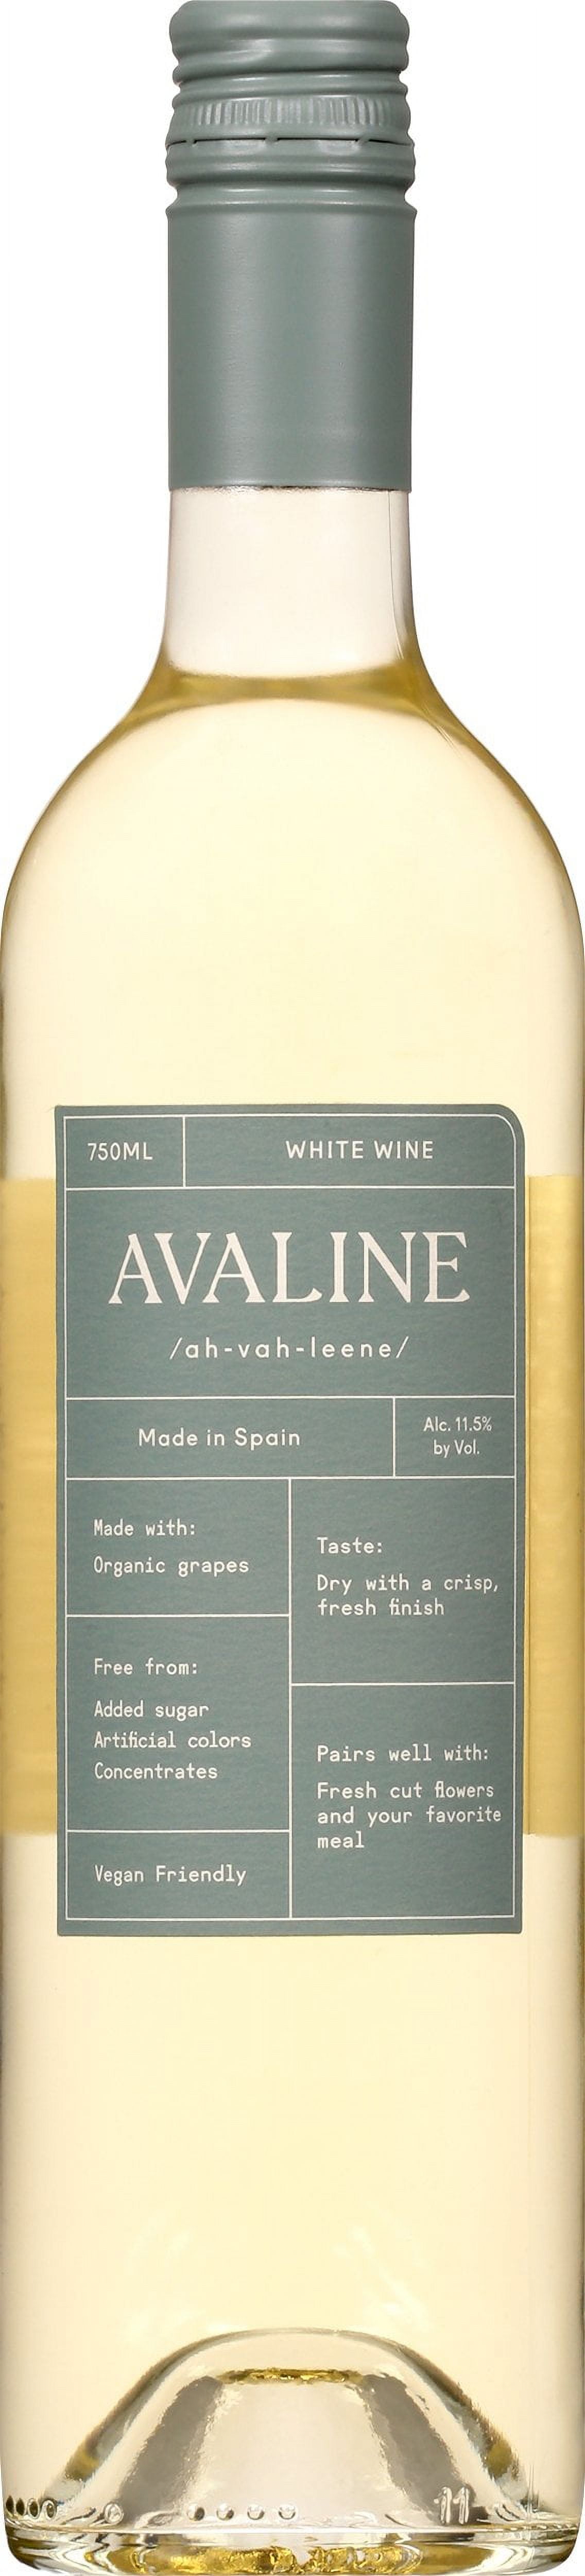 750ML
WHITE WINE
AVALINE
/ah-vah-leene/
Made in Spain
Alc. 11.5%
by Vol.
Made with:
Organic grapes
Free from:
Added sugar
Artificial colors
Concentrates
Vegan Friendly
Taste:
Dry with a crisp,
fresh finish
Pairs well with:
Fresh cut flowers
and your favorite
meal
11